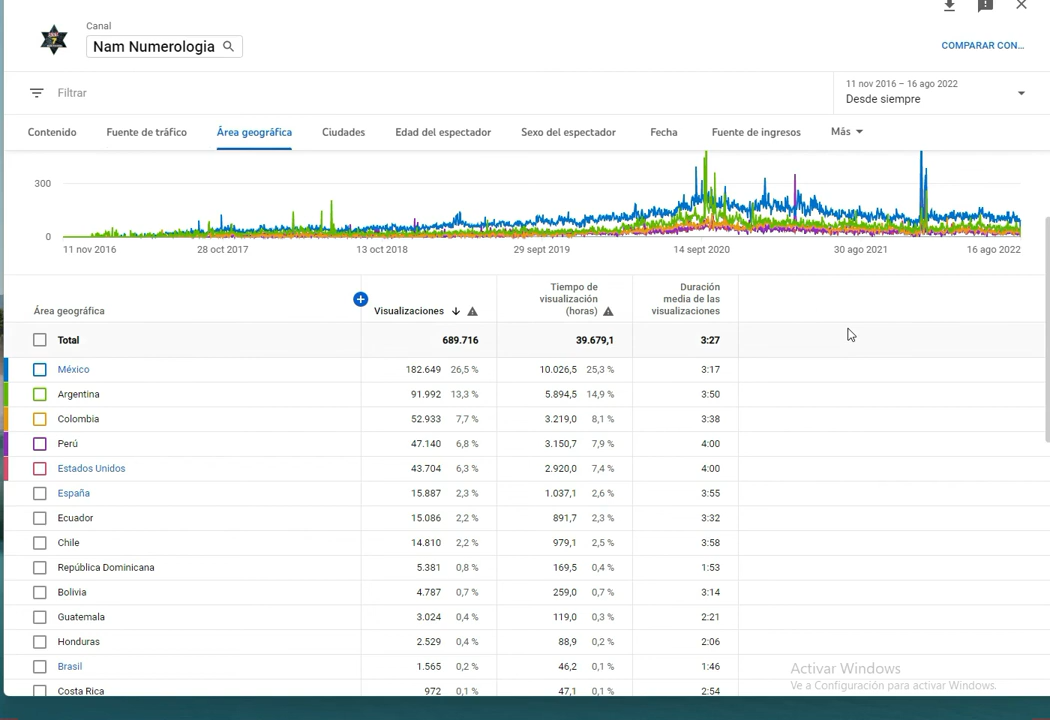 Canal
Nam Numerologia
COMPARAR CON...
Filtrar
11 nov 2016 – 16 ago 2022
Desde siempre
Contenido Fuente de tráfico Área geográfica Ciudades Edad del espectador Sexo del espectador Fecha Fuente de ingresos Más
300
0
11 nov 2016 28 oct 2017 13 oct 2018 29 sept 2019 14 sept 2020 30 ago 2021 16 ago 2022
Área geográfica Visualizaciones Tiempo de visualización (horas) Duración media de las visualizaciones
Total 689.716 39.679,1 3:27
México 182.649 26,5 % 10.026,5 25,3 % 3:17
Argentina 91.992 13,3 % 5.894,5 14,9 % 3:50
Colombia 52.933 7,7 % 3.219,0 8,1 % 3:38
Perú 47.140 6,8 % 3.150,7 7,9 % 4:00
Estados Unidos 43.704 6,3 % 2.920,0 7,4 % 4:00
España 15.887 2,3 % 1.037,1 2,6 % 3:55
Ecuador 15.086 2,2 % 891,7 2,3 % 3:32
Chile 14.810 2,2 % 979,1 2,5 % 3:58
República Dominicana 5.381 0,8 % 169,5 0,4 % 1:53
Bolivia 4.787 0,7 % 259,0 0,7 % 3:14
Guatemala 3.024 0,4 % 119,0 0,3 % 2:21
Honduras 2.529 0,4 % 88,9 0,2 % 2:06
Brasil 1.565 0,2 % 46,2 0,1 % 1:46
Costa Rica 972 0,1 % 47,1 0,1 % 2:54
Activar Windows
Ve a Configuración para activar Windows.